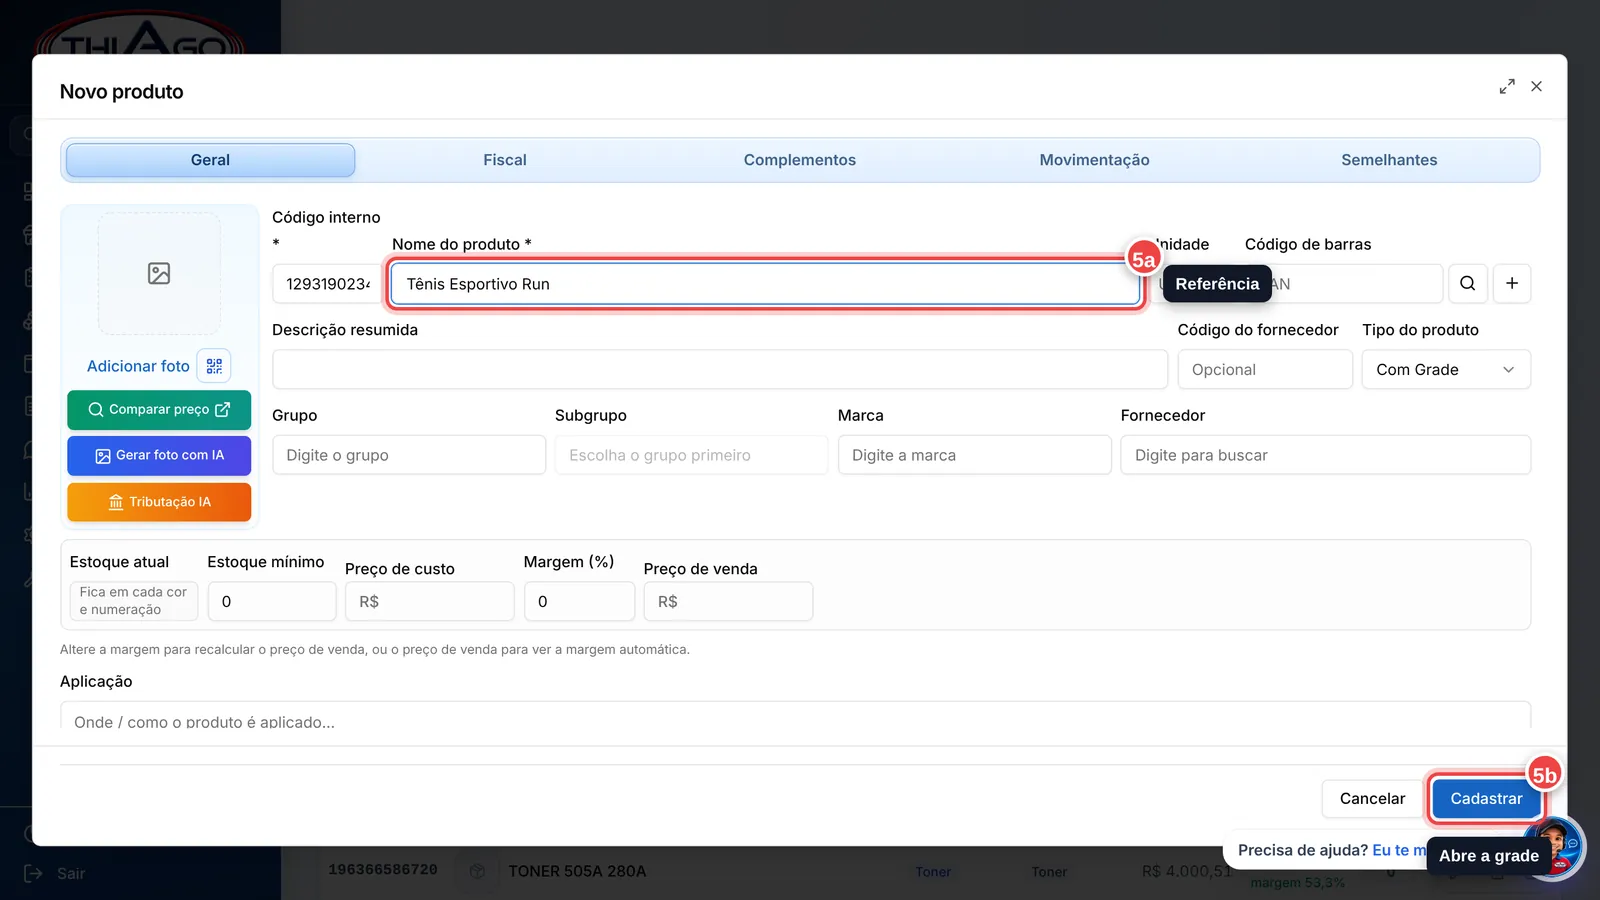 THIAGO
Novo produto
Geral
Fiscal
Complementos
Movimentação
Semelhantes
Código interno
*
Nome do produto *
Código de barras
5a
Tênis Esportivo Run
Referência
Descrição resumida
Código do fornecedor
Tipo do produto
Adicionar foto
Opcional
Com Grade
Comparar preço
Grupo
Subgrupo
Marca
Fornecedor
Gerar foto com IA
Digite o grupo
Escolha o grupo primeiro
Digite a marca
Digite para buscar
Tributação IA
Estoque atual
Estoque mínimo
Preço de custo
Margem (%)
Preço de venda
Fica em cada cor
e numeração
0
R$
0
R$
Altere a margem para recalcular o preço de venda, ou o preço de venda para ver a margem automática.
Aplicação
Onde / como o produto é aplicado...
5b
Cancelar
Cadastrar
Precisa de ajuda? Eu te
Abre a grade
Sair
196366586720
TONER 505A 280A
Toner
Toner
R$ 4.000,51
margem 53,3%